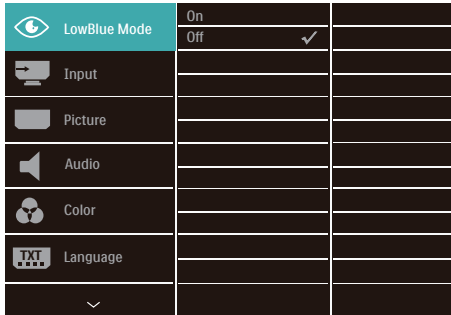 LowBlue Mode
On
Off
Input
Picture
Audio
Color
TXT
Language